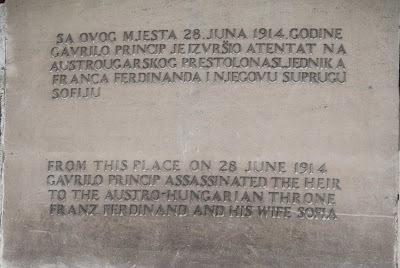 SA OVOG MJESTA 28. JUNA 1914. GODINE
GAVRILO PRINCIP JE IZVRŠIO ATENTAT NA
AUSTROUGARSKOG PRESTOLONASLJEDNIKA
FRANCA FERDINANDA I NJEGOVU SUPRUGU
SOFIJU
FROM THIS PLACE ON 28 JUNE 1914
GAVRILO PRINCIP ASSASSINATED THE HEIR
TO THE AUSTRO-HUNGARIAN THRONE
FRANZ FERDINAND AND HIS WIFE SOFIA